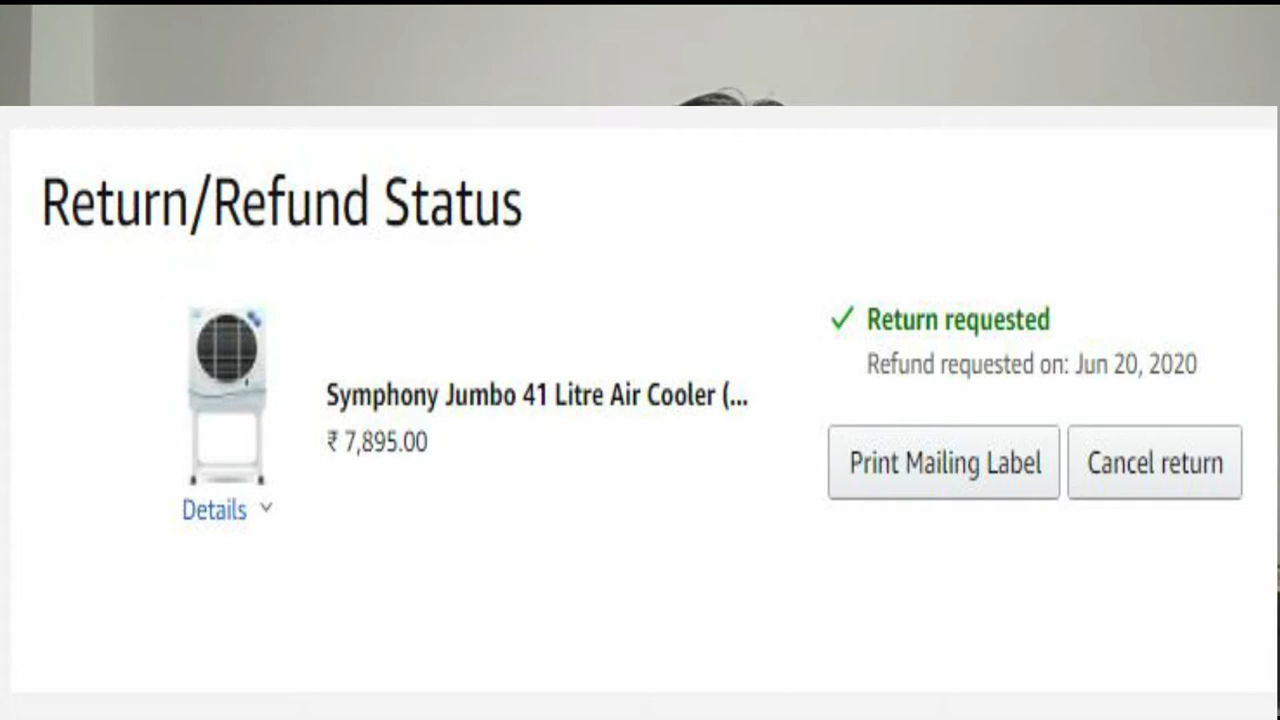 Return/Refund Status
Return requested
Refund requested on: Jun 20, 2020
Symphony Jumbo 41 Litre Air Cooler (...
₹ 7,895.00
Print Mailing Label
Cancel return
Details